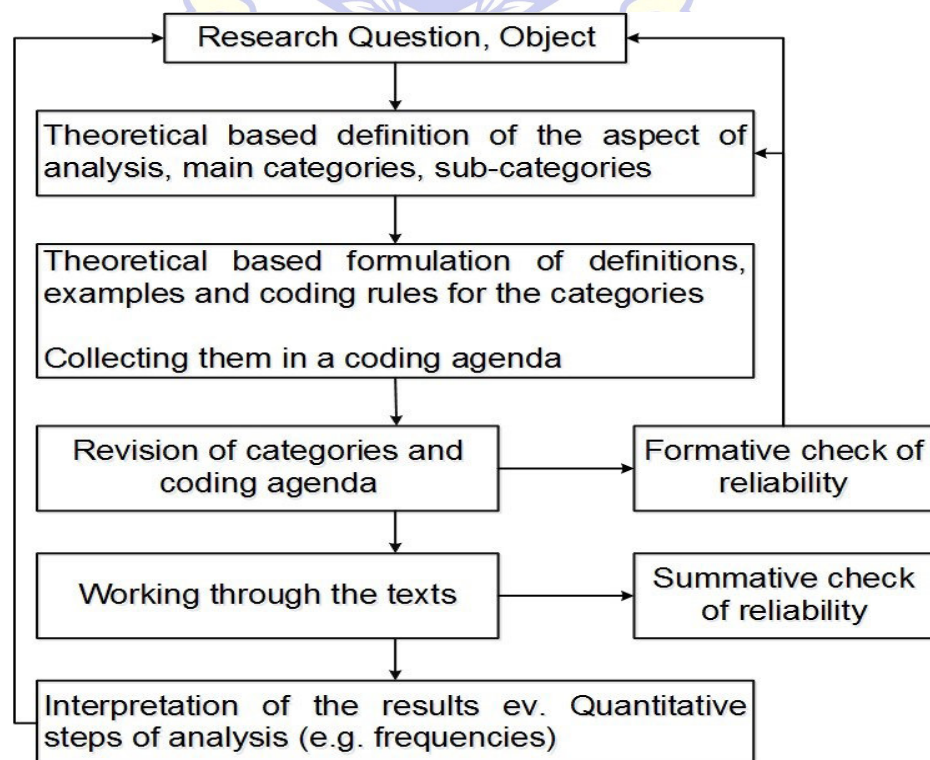 Research Question, Object
Theoretical based definition of the aspect of
analysis, main categories, sub-categories
Theoretical based formulation of definitions,
examples and coding rules for the categories
Collecting them in a coding agenda
Revision of categories and
coding agenda
Formative check of
reliability
Working through the texts
Summative check
of reliability
Interpretation of the results ev. Quantitative
steps of analysis (e.g. frequencies)